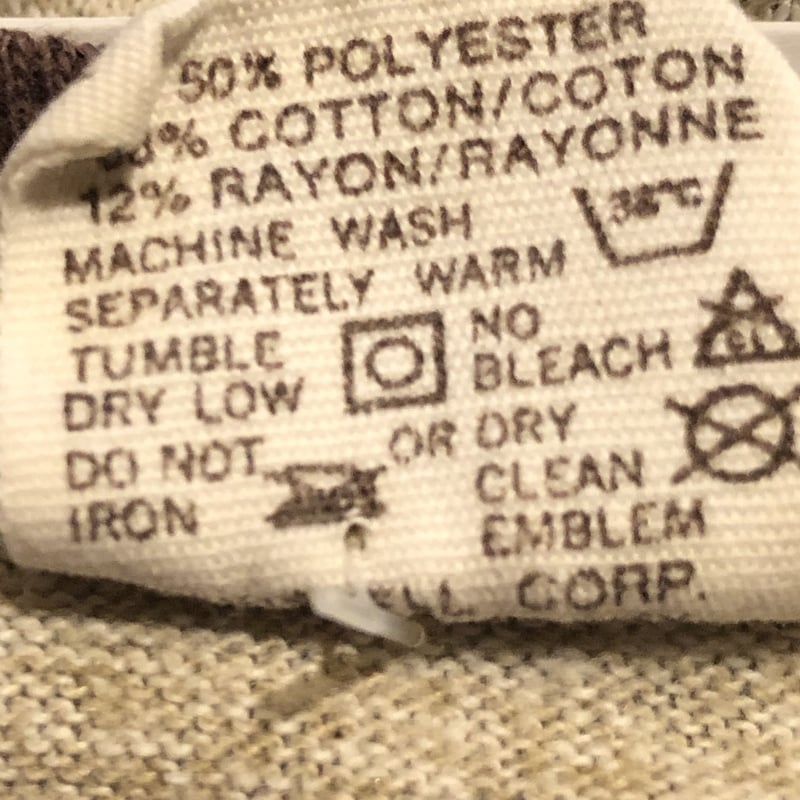 50% POLYESTER
% COTTON/COTON
12% RAYON/RAYONNE
MACHINE WASH
SEPARATELY WARM
TUMBLE
DRY LOW
NO
BLEACH
CL
DO NOT
IRON
OR DRY
CLEAN
EMBLEM
CORP.